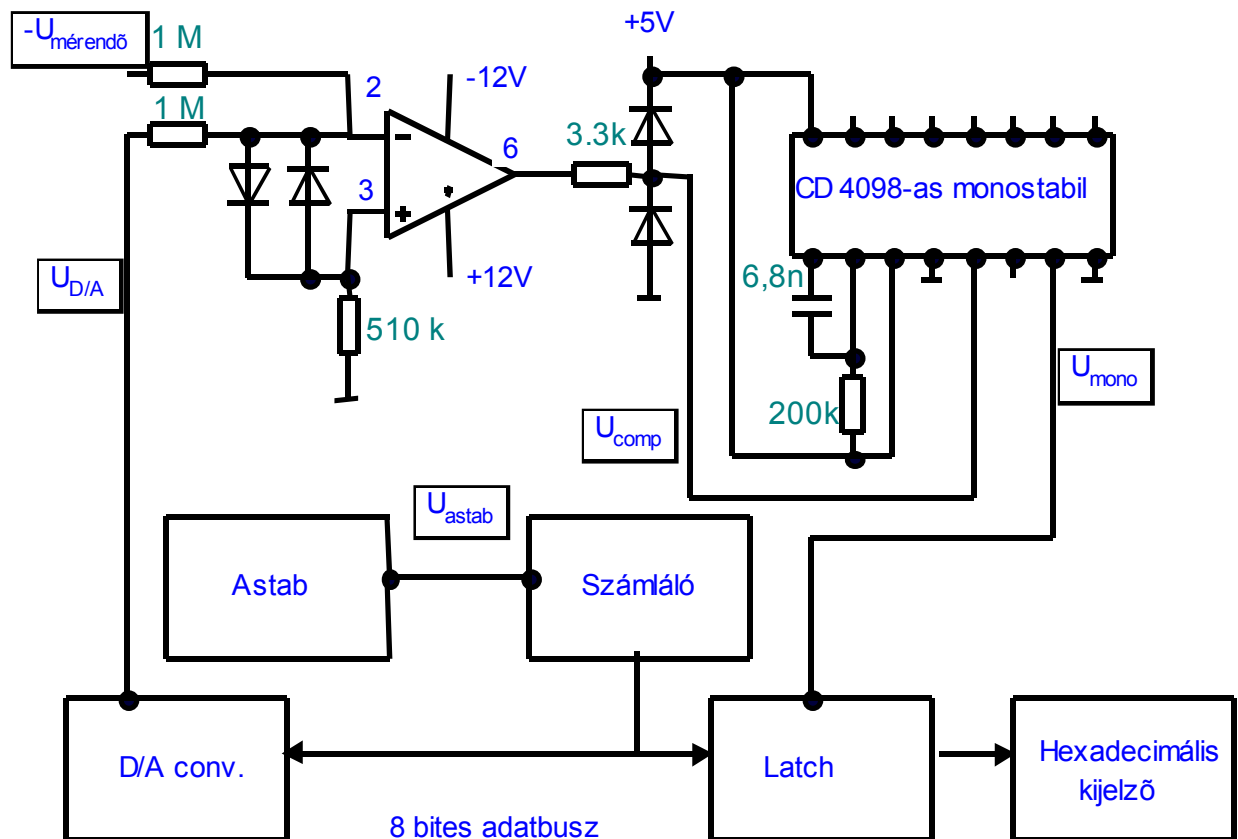 -Umérendõ
1 M
+5V
1 M
2
-12V
3.3k
6
3
CD 4098-as monostabil
+12V
UD/A
6,8n
510 k
Umono
200k
Ucomp
Uastab
Astab
Számláló
D/A conv.
Latch
Hexadecimális
kijelzõ
8 bites adatbusz